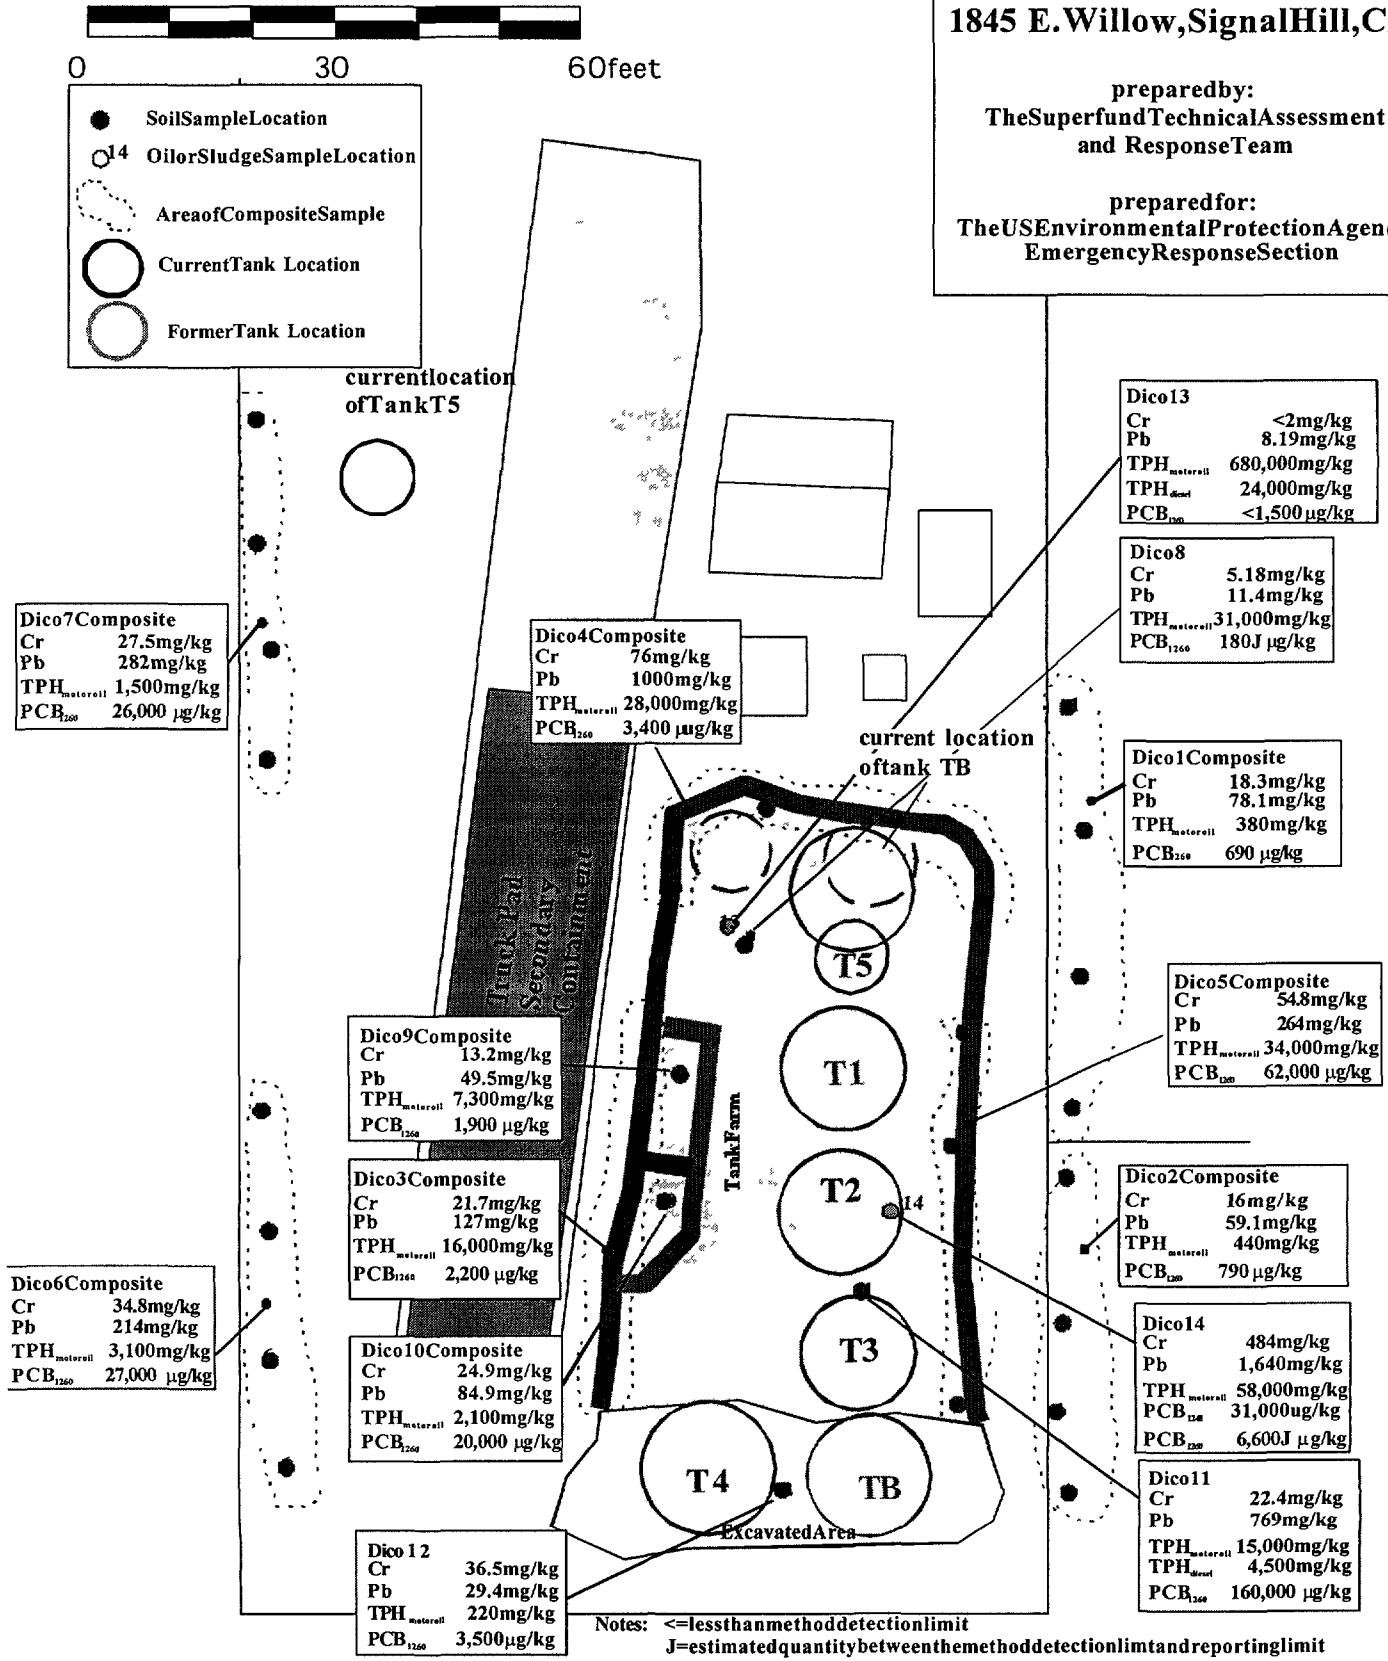 0 30 60feet
1845 E.Willow,SignalHill,C
preparedby:
TheSuperfundTechnicalAssessment
and ResponseTeam
preparedfor:
TheUSEnvironmentalProtectionAgen
EmergencyResponseSection
SoilSampleLocation
14 OilorSludgeSampleLocation
AreaofCompositeSample
CurrentTank Location
FormerTank Location
currentlocation
ofTankT5
Dico13
Cr <2mg/kg
Pb 8.19mg/kg
TPHmotoroil 680,000mg/kg
TPHdiesel 24,000mg/kg
PCB1260 <1,500 µg/kg
Dico8
Cr 5.18mg/kg
Pb 11.4mg/kg
TPHmotoroil 31,000mg/kg
PCB1260 180J µg/kg
Dico7Composite
Cr 27.5mg/kg
Pb 282mg/kg
TPHmotoroil 1,500mg/kg
PCB1260 26,000 µg/kg
Dico4Composite
Cr 76mg/kg
Pb 1000mg/kg
TPHmotoroil 28,000mg/kg
PCB1260 3,400 µug/kg
current location
oftank TB
Dico1Composite
Cr 18.3mg/kg
Pb 78.1mg/kg
TPHmotoroil 380mg/kg
PCB1260 690 µg/kg
Truck Pad
Secondary
Containment
13
T5
Dico5Composite
Cr 54.8mg/kg
Pb 264mg/kg
TPHmotoroil 34,000mg/kg
PCB1260 62,000 µg/kg
Dico9Composite
Cr 13.2mg/kg
Pb 49.5mg/kg
TPHmotoroil 7,300mg/kg
PCB1260 1,900 µg/kg
T1
TankFarm
Dico3Composite
Cr 21.7mg/kg
Pb 127mg/kg
TPHmotoroil 16,000mg/kg
PCB1260 2,200 µg/kg
T2
14
Dico2Composite
Cr 16mg/kg
Pb 59.1mg/kg
TPHmotoroil 440mg/kg
PCB1260 790 µg/kg
Dico6Composite
Cr 34.8mg/kg
Pb 214mg/kg
TPHmotoroil 3,100mg/kg
PCB1260 27,000 µg/kg
T3
Dico14
Cr 484mg/kg
Pb 1,640mg/kg
TPHmotoroil 58,000mg/kg
PCB 31,000ug/kg
PCB1260 6,600J µg/kg
Dico10Composite
Cr 24.9mg/kg
Pb 84.9mg/kg
TPHmotoroil 2,100mg/kg
PCB1260 20,000 µg/kg
T4
TB
ExcavatedArea
Dico11
Cr 22.4mg/kg
Pb 769mg/kg
TPHmotoroil 15,000mg/kg
TPHdiesel 4,500mg/kg
PCB1260 160,000 µg/kg
Dico 12
Cr 36.5mg/kg
Pb 29.4mg/kg
TPHmotoroil 220mg/kg
PCB1260 3,500µg/kg
Notes: <=lessthanmethoddetectionlimit
J=estimatedquantitybetweenthemethoddetectionlimtandreportinglimit